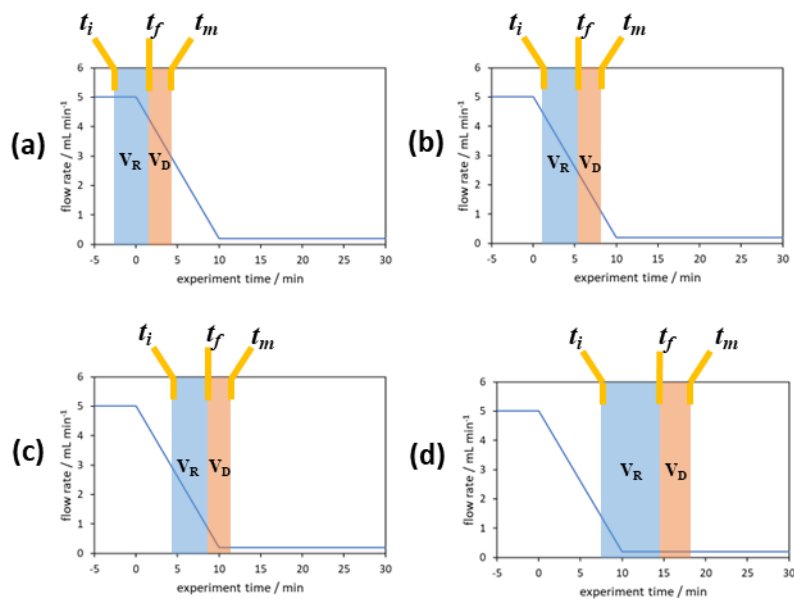 t_i t_f t_m
(a)
flow rate / mL min⁻¹
6
5
4
3
2
1
0
V_R V_D
-5 0 5 10 15 20 25 30
experiment time / min
t_i t_f t_m
(b)
flow rate / mL min⁻¹
6
5
4
3
2
1
0
V_R V_D
-5 0 5 10 15 20 25 30
experiment time / min
t_i t_f t_m
(c)
flow rate / mL min⁻¹
6
5
4
3
2
1
0
V_R V_D
-5 0 5 10 15 20 25 30
experiment time / min
t_i t_f t_m
(d)
flow rate / mL min⁻¹
6
5
4
3
2
1
0
V_R V_D
-5 0 5 10 15 20 25 30
experiment time / min